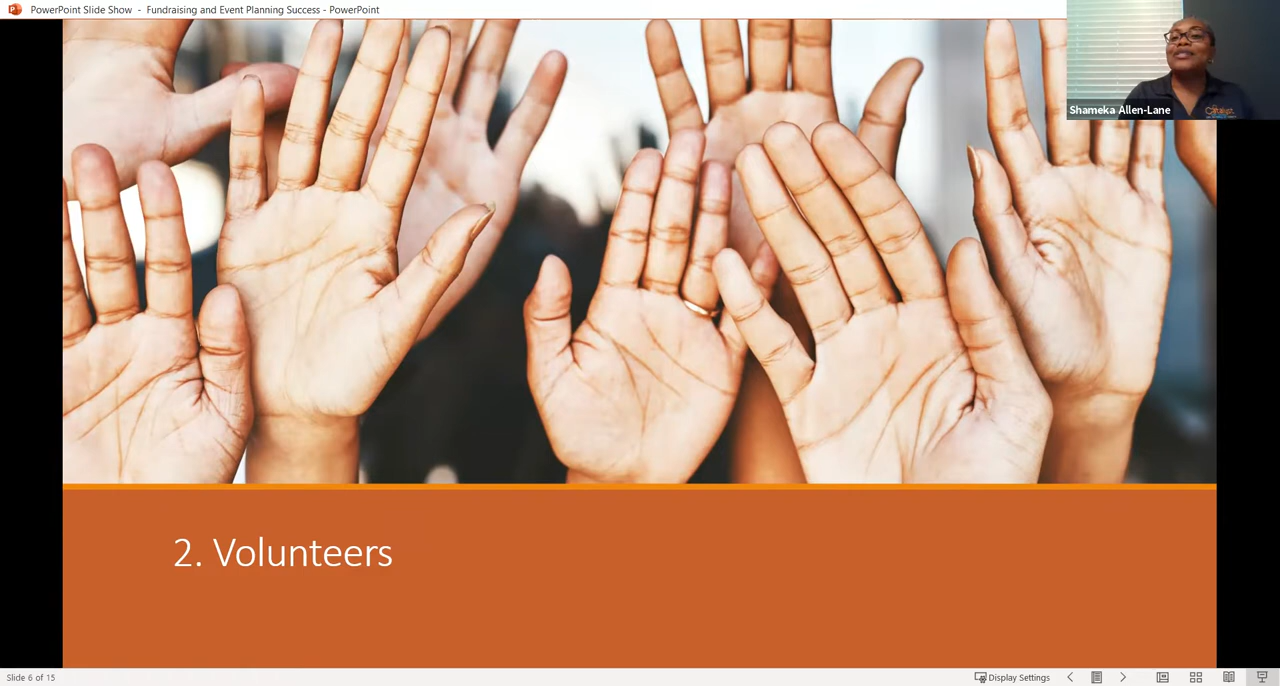 PowerPoint Slide Show - Fundraising and Event Planning Success - PowerPoint
Shameka Allen-Lane
2. Volunteers
Slide 6 of 15
Display Settings